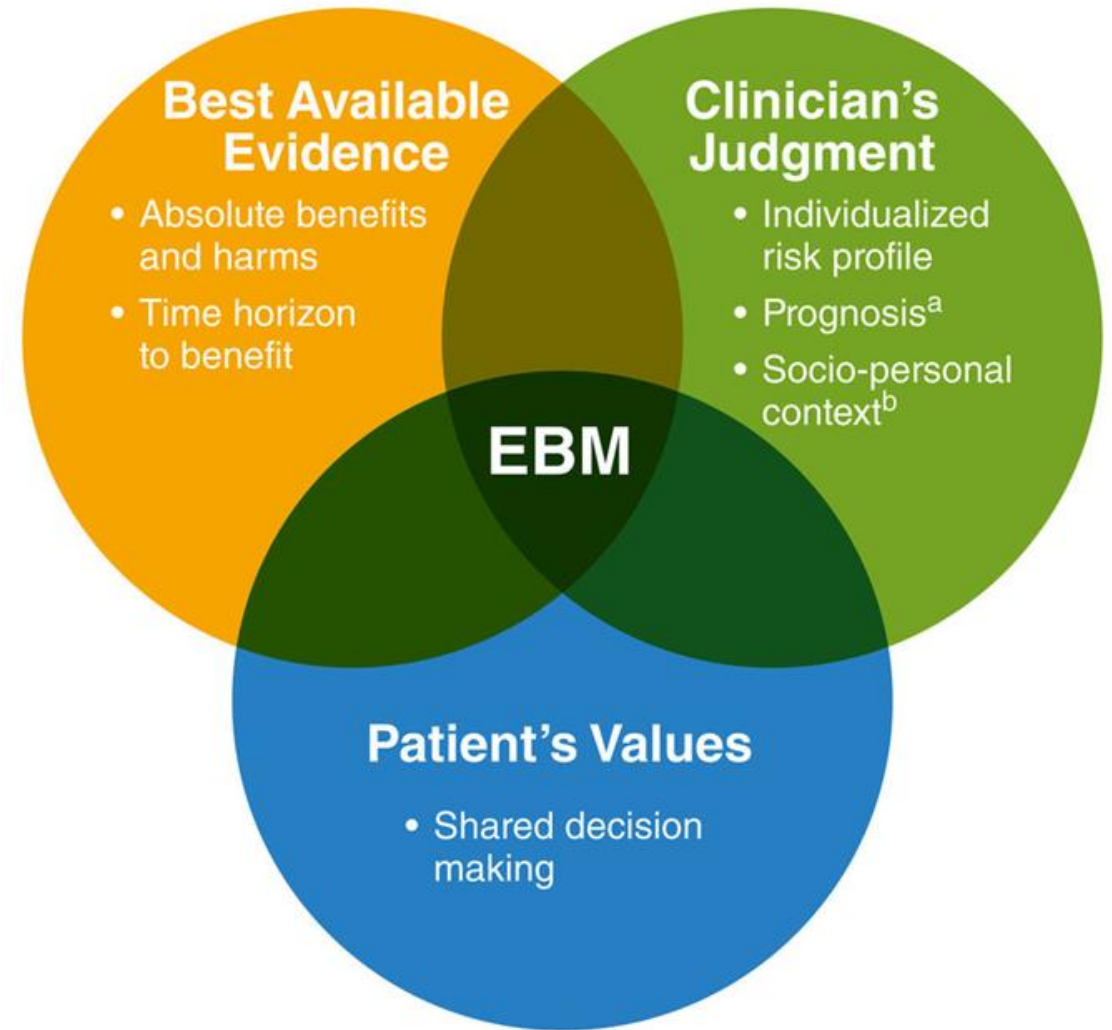 Best Available
Evidence
• Absolute benefits
and harms
• Time horizon
to benefit
Clinician’s
Judgment
• Individualized
risk profile
• Prognosisᵃ
• Socio-personal
contextᵇ
EBM
Patient’s Values
• Shared decision
making